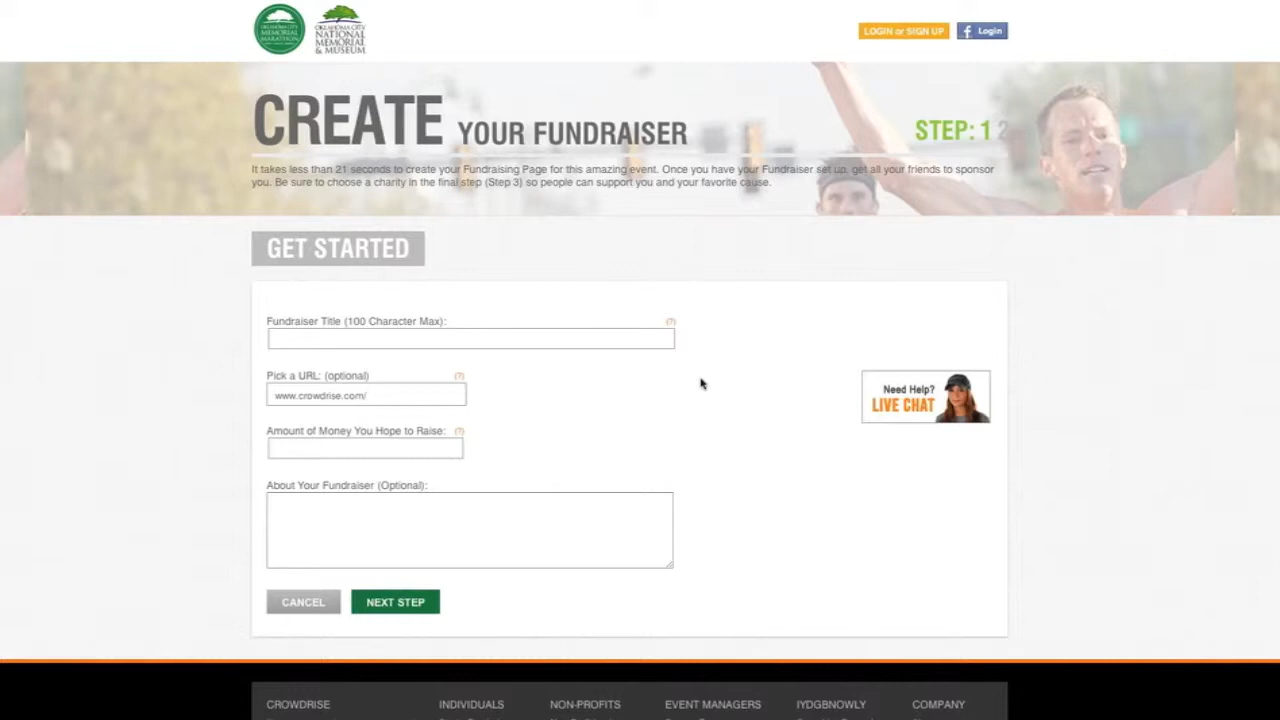 OKLAHOMA CITY
MEMORIAL
MARATHON
OKLAHOMA CITY
NATIONAL
MEMORIAL
& MUSEUM
LOGIN or SIGN UP
f Login
CREATE YOUR FUNDRAISER
STEP: 1 2
It takes less than 21 seconds to create your Fundraising Page for this amazing event. Once you have your Fundraiser set up, get all your friends to sponsor
you. Be sure to choose a charity in the final step (Step 3) so people can support you and your favorite cause.
GET STARTED
Fundraiser Title (100 Character Max): (?)
Pick a URL: (optional) (?)
www.crowdrise.com/
Need Help?
LIVE CHAT
Amount of Money You Hope to Raise: (?)
About Your Fundraiser (Optional):
CANCEL NEXT STEP
CROWDRISE INDIVIDUALS NON-PROFITS EVENT MANAGERS IYDGBNOWLY COMPANY